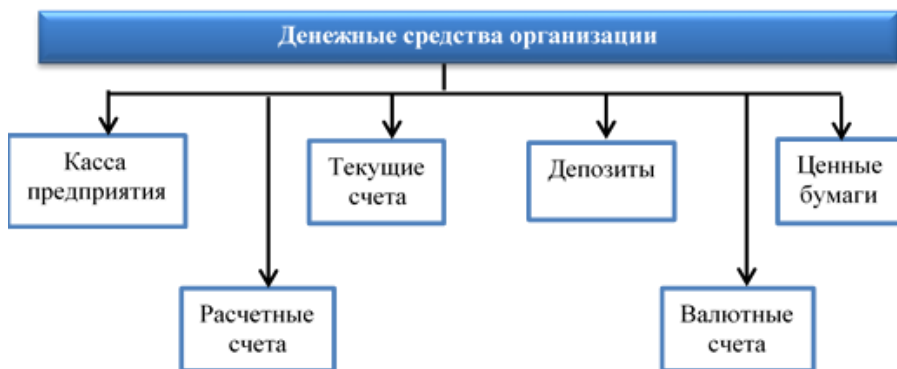 Денежные средства организации
Касса
предприятия
Текущие
счета
Депозиты
Ценные
бумаги
Расчетные
счета
Валютные
счета